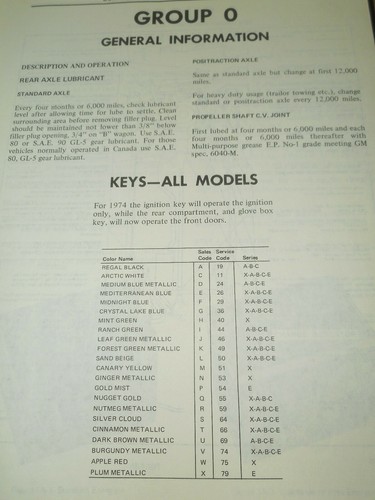 GROUP 0
GENERAL INFORMATION
DESCRIPTION AND OPERATION
REAR AXLE LUBRICANT
STANDARD AXLE
Every four months or 6,000 miles, check lubricant
level after allowing time for lube to settle. Clean
surrounding area before removing filler plug. Level
should be maintained not lower than 3/8" below
filler plug opening, 3/4" on "B" wagon. Use S.A.E.
80 or S.A.E. 90 GL-5 gear lubricant. For those
vehicles normally operated in Canada use S.A.E.
80, GL-5 gear lubricant.
POSITRACTION AXLE
Same as standard axle but change at first 12,000
miles.
For heavy duty usage (trailer towing etc.), change
standard or positraction axle every 12,000 miles.
PROPELLER SHAFT C.V. JOINT
First lubed at four months or 6,000 miles and each
four months or 6,000 miles thereafter with
Multi-purpose grease E.P. No-1 grade meeting GM
spec, 6040-M.
KEYS—ALL MODELS
For 1974 the ignition key will operate the ignition
only, while the rear compartment, and glove box
key, will now operate the front doors.
Color Name Sales Code Service Code Series
REGAL BLACK A 19 A-B-C
ARCTIC WHITE C 11 X-A-B-C-E
MEDIUM BLUE METALLIC D 24 A-B-C-E
MEDITERRANEAN BLUE E 26 X-A-B-C-E
MIDNIGHT BLUE F 29 X-A-B-C-E
CRYSTAL LAKE BLUE G 36 X-A-B-C-E
MINT GREEN H 40 X
RANCH GREEN I 44 A-B-C-E
LEAF GREEN METALLIC J 46 X-A-B-C-E
FOREST GREEN METALLIC K 49 X-A-B-C-E
SAND BEIGE L 50 X-A-B-C-E
CANARY YELLOW M 51 X
GINGER METALLIC N 53 X
GOLD MIST P 54 E
NUGGET GOLD Q 55 X-A-B-C
NUTMEG METALLIC R 59 X-A-B-C-E
SILVER CLOUD S 64 X-A-B-C-E
CINNAMON METALLIC T 66 X-A-B-C-E
DARK BROWN METALLIC U 69 A-B-C-E
BURGUNDY METALLIC V 74 X-A-B-C-E
APPLE RED W 75 X
PLUM METALLIC X 79 E